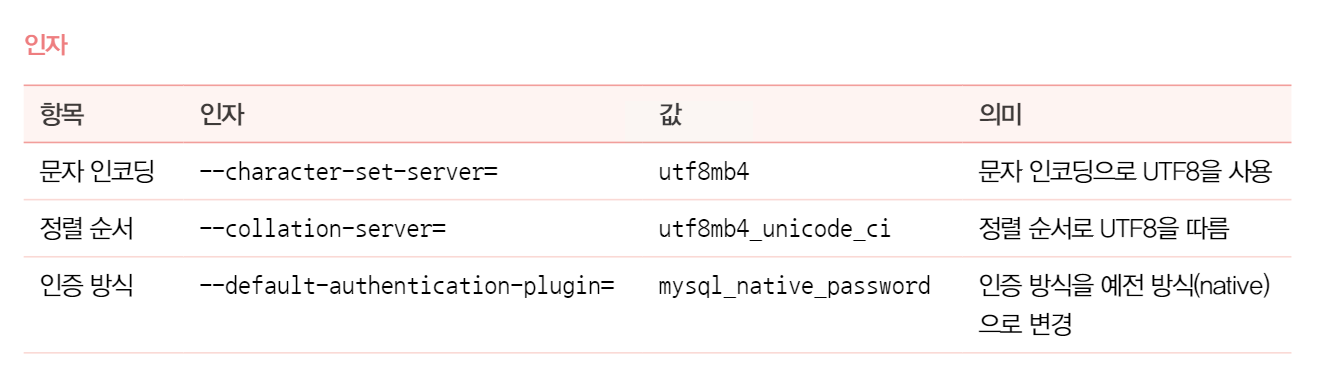 인자
항목 인자 값 의미
문자 인코딩 --character-set-server= utf8mb4 문자 인코딩으로 UTF8을 사용
정렬 순서 --collation-server= utf8mb4_unicode_ci 정렬 순서로 UTF8을 따름
인증 방식 --default-authentication-plugin= mysql_native_password 인증 방식을 예전 방식(native)
으로 변경